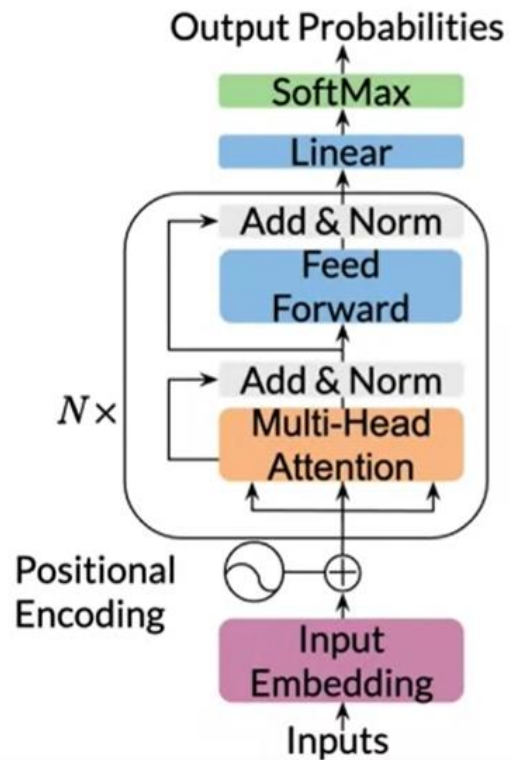 Output Probabilities
SoftMax
Linear
Add & Norm
Feed
Forward
Add & Norm
N×
Multi-Head
Attention
Positional
Encoding
Input
Embedding
Inputs